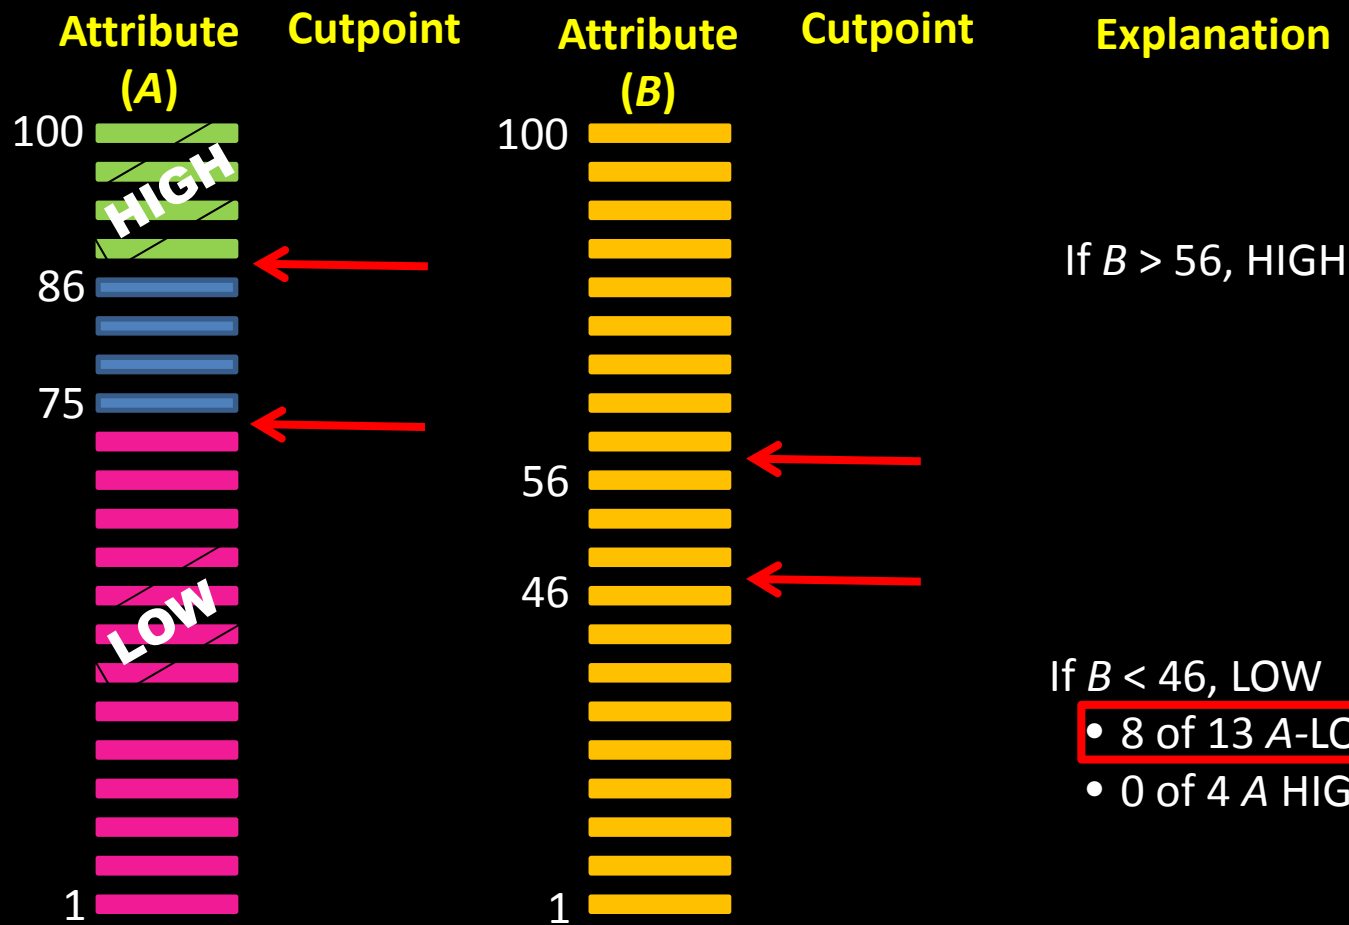 Attribute
(A)
Cutpoint
Attribute
(B)
Cutpoint
Explanation
100
HIGH
86
75
LOW
1
100
56
46
1
If B > 56, HIGH
If B < 46, LOW
• 8 of 13 A-LO
• 0 of 4 A HIG